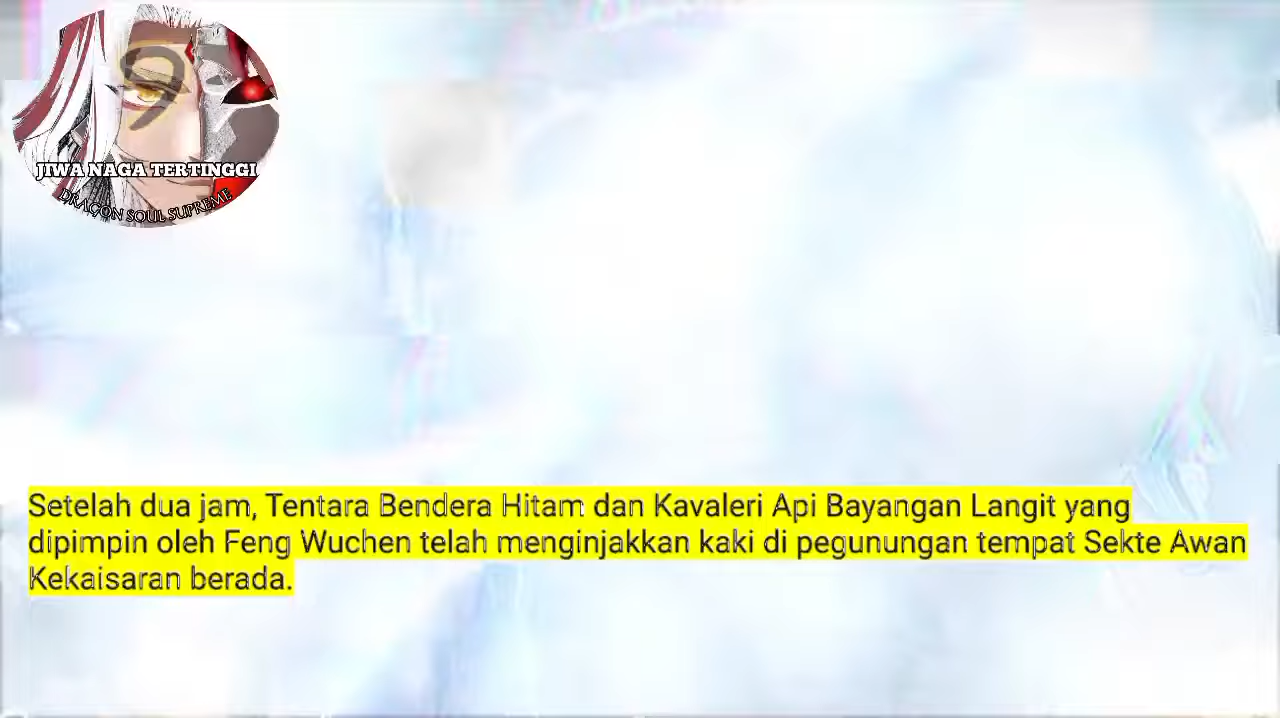 9
JIWA NAGA TERTINGGI
DRAGON SOUL SUPREME
Setelah dua jam, Tentara Bendera Hitam dan Kavaleri Api Bayangan Langit yang
dipimpin oleh Feng Wuchen telah menginjakkan kaki di pegunungan tempat Sekte Awan
Kekaisaran berada.